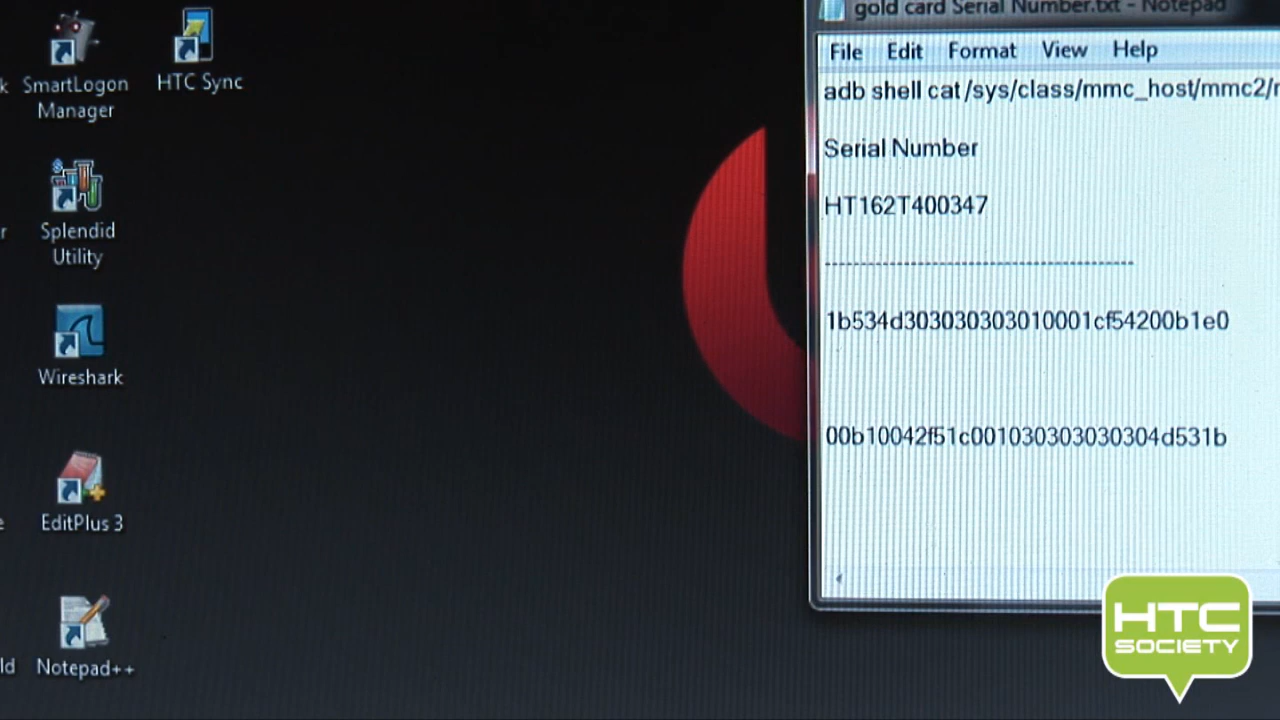 SmartLogon
Manager
HTC Sync
Splendid
Utility
Wireshark
EditPlus 3
Notepad++
gold card Serial Number.txt - Notepad
File Edit Format View Help
adb shell cat /sys/class/mmc_host/mmc2/
Serial Number
HT162T400347
---------------------------------------------
1b534d303030303010001cf54200b1e0
00b10042f51c001030303030304d531b
HTC
SOCIETY